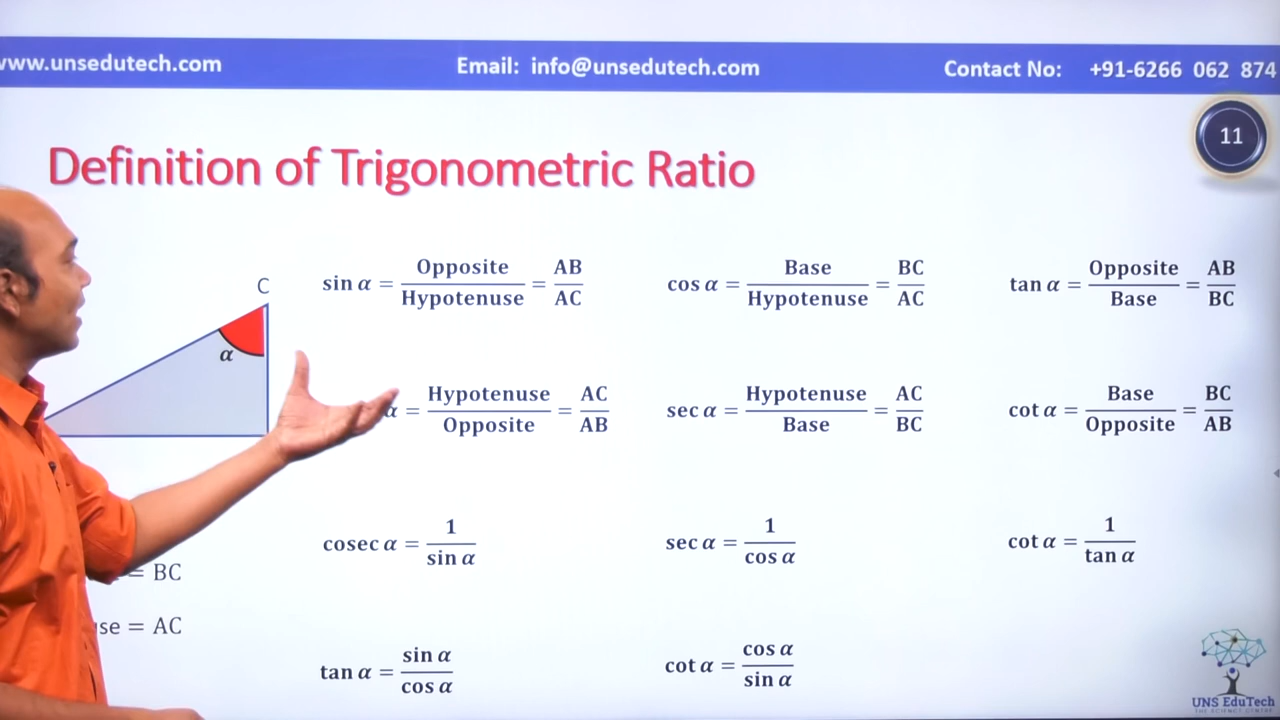 www.unsedutech.com Email: info@unsedutech.com Contact No: +91-6266 062 874
11
Definition of Trigonometric Ratio
C
α
sin α = Opposite/Hypotenuse = AB/AC
cos α = Base/Hypotenuse = BC/AC
tan α = Opposite/Base = AB/BC
α = Hypotenuse/Opposite = AC/AB
sec α = Hypotenuse/Base = AC/BC
cot α = Base/Opposite = BC/AB
cosec α = 1/sin α
sec α = 1/cos α
cot α = 1/tan α
= BC
se = AC
tan α = sin α/cos α
cot α = cos α/sin α
UNS EduTech
THE SCIENCE CENTRE